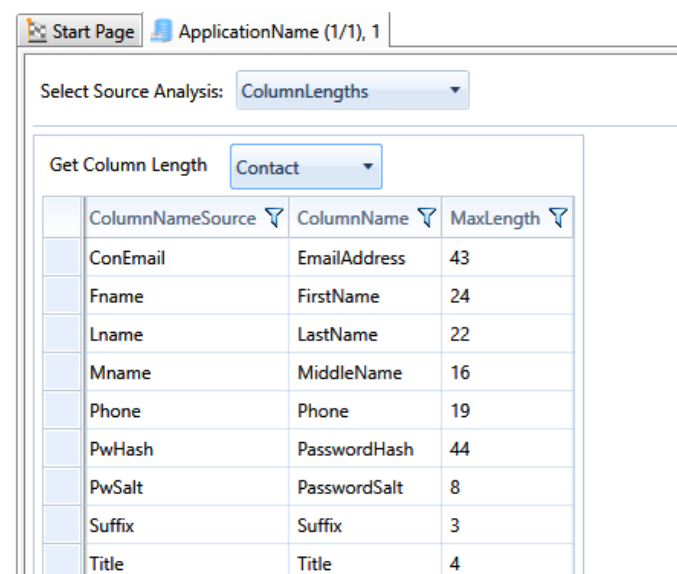 Start Page ApplicationName (1/1), 1
Select Source Analysis: ColumnLengths
Get Column Length Contact
ColumnNameSource ColumnName MaxLength
ConEmail EmailAddress 43
Fname FirstName 24
Lname LastName 22
Mname MiddleName 16
Phone Phone 19
PwHash PasswordHash 44
PwSalt PasswordSalt 8
Suffix Suffix 3
Title Title 4